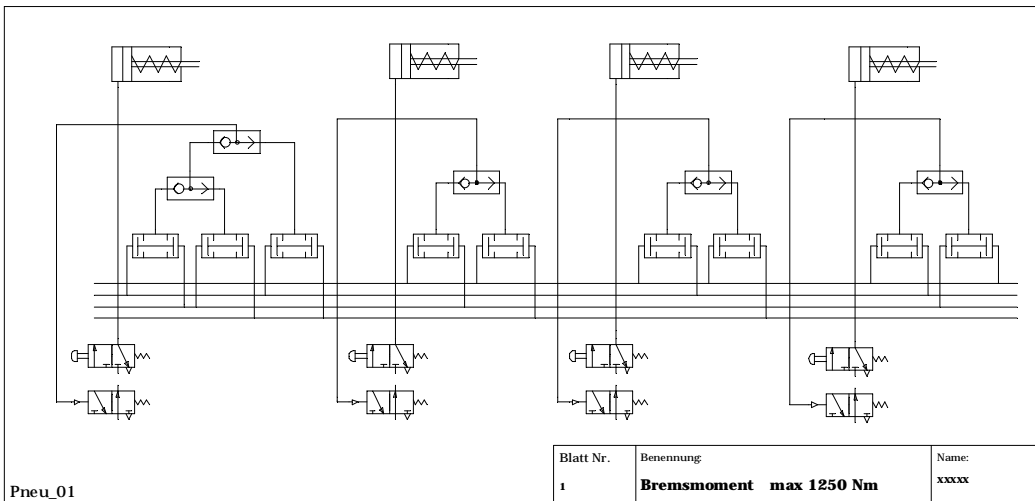 Pneu_01
Blatt Nr.
1
Benennung:
Bremsmoment max 1250 Nm
Name:
xxxxx